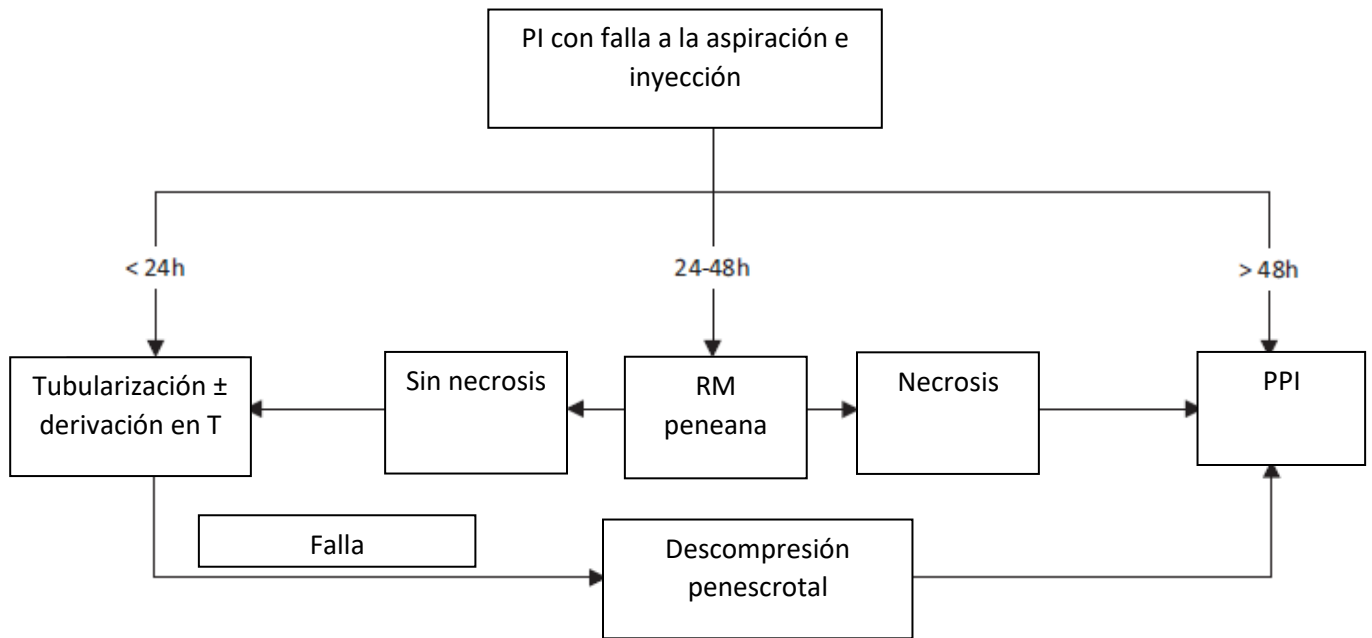 PI con falla a la aspiración e
inyección
< 24h
24-48h
> 48h
Tubularización ±
derivación en T
Sin necrosis
RM
peneana
Necrosis
PPI
Falla
Descompresión
penescrotal